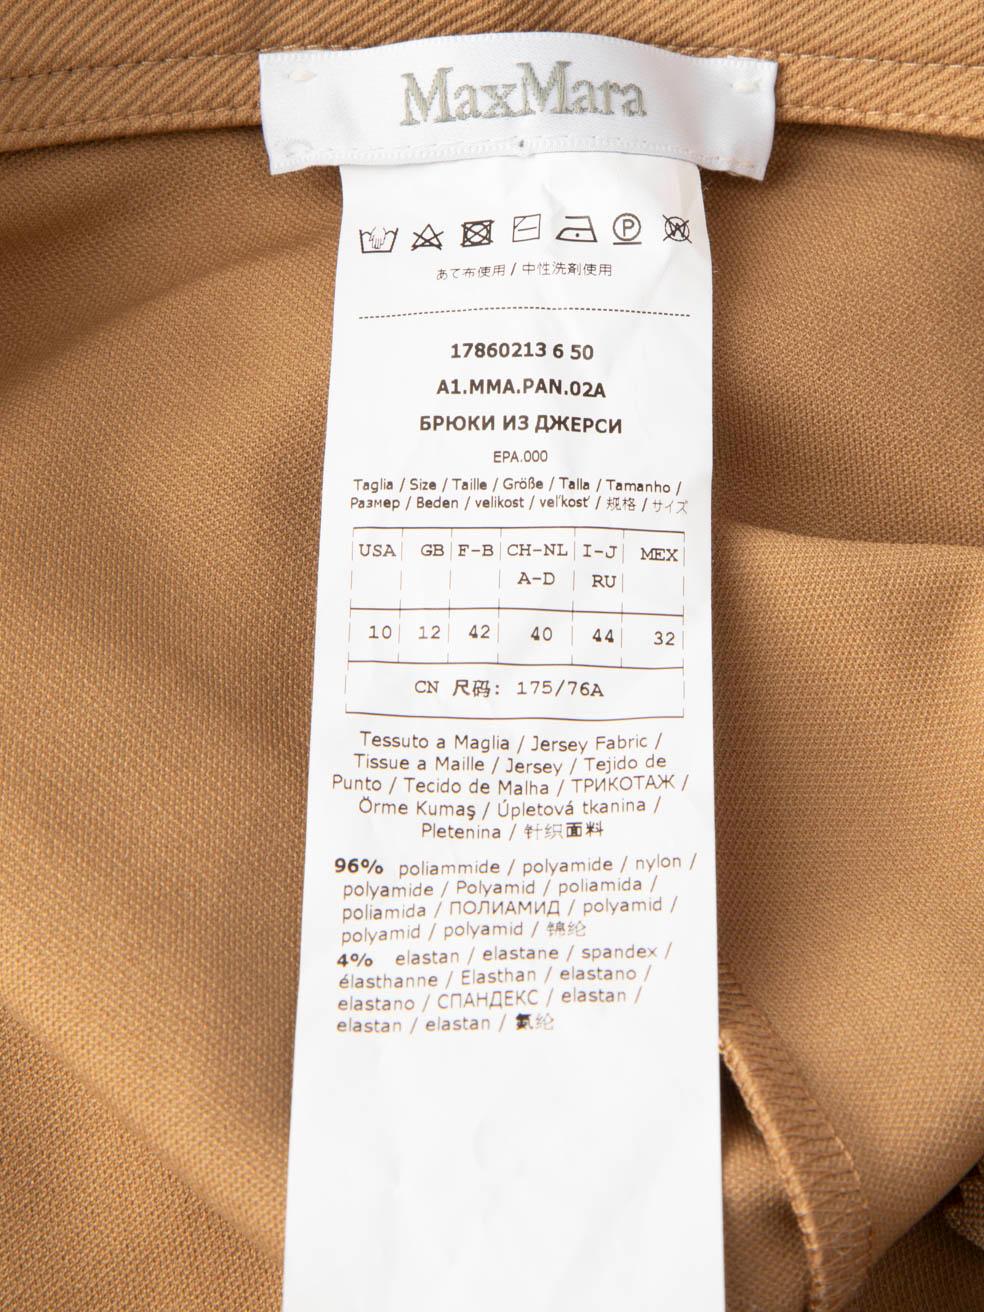 MaxMara
P W
あて布使用 / 中性洗剤使用
17860213 6 50
A1.MMA.PAN.02A
БРЮКИ ИЗ ДЖЕРСИ
EPA.000
Taglia / Size / Taille / Größe / Talla / Tamanho /
Размер / Beden / velikost / veľkosť / 规格 / サイズ
USA GB F-B CH-NL I-J MEX
A-D RU
10 12 42 40 44 32
CN 尺码: 175/76A
Tessuto a Maglia / Jersey Fabric /
Tissue a Maille / Jersey / Tejido de
Punto / Tecido de Malha / ТРИКОТАЖ /
Örme Kumaş / Úpletová tkanina /
Pletenina / 针织面料
96% poliammide / polyamide / nylon /
polyamide / Polyamid / poliamida /
poliamida / ПОЛИАМИД / polyamid /
polyamid / polyamid / 锦纶
4% elastan / elastane / spandex /
élasthanne / Elasthan / elastano /
elastano / СПАНДЕКС / elastan /
elastan / elastan / 氨纶